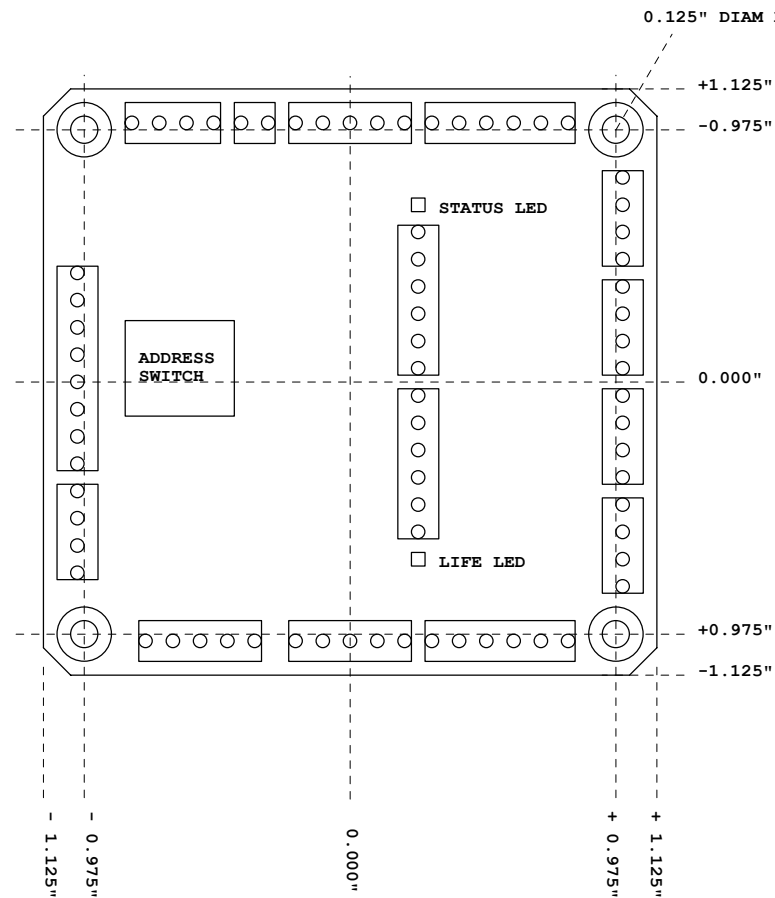 0.125" DIAM
+1.125"
-0.975"
STATUS LED
ADDRESS
SWITCH
0.000"
LIFE LED
+0.975"
-1.125"
- 1.125"
- 0.975"
0.000"
+ 0.975"
+ 1.125"